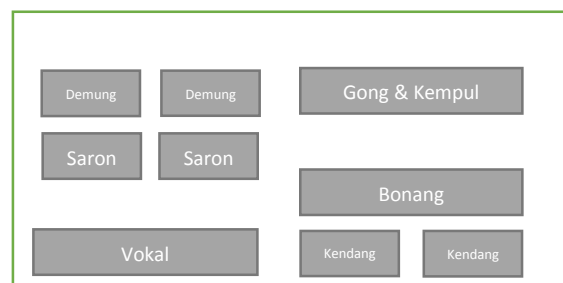 Demung
Demung
Gong & Kempul
Saron
Saron
Bonang
Vokal
Kendang
Kendang